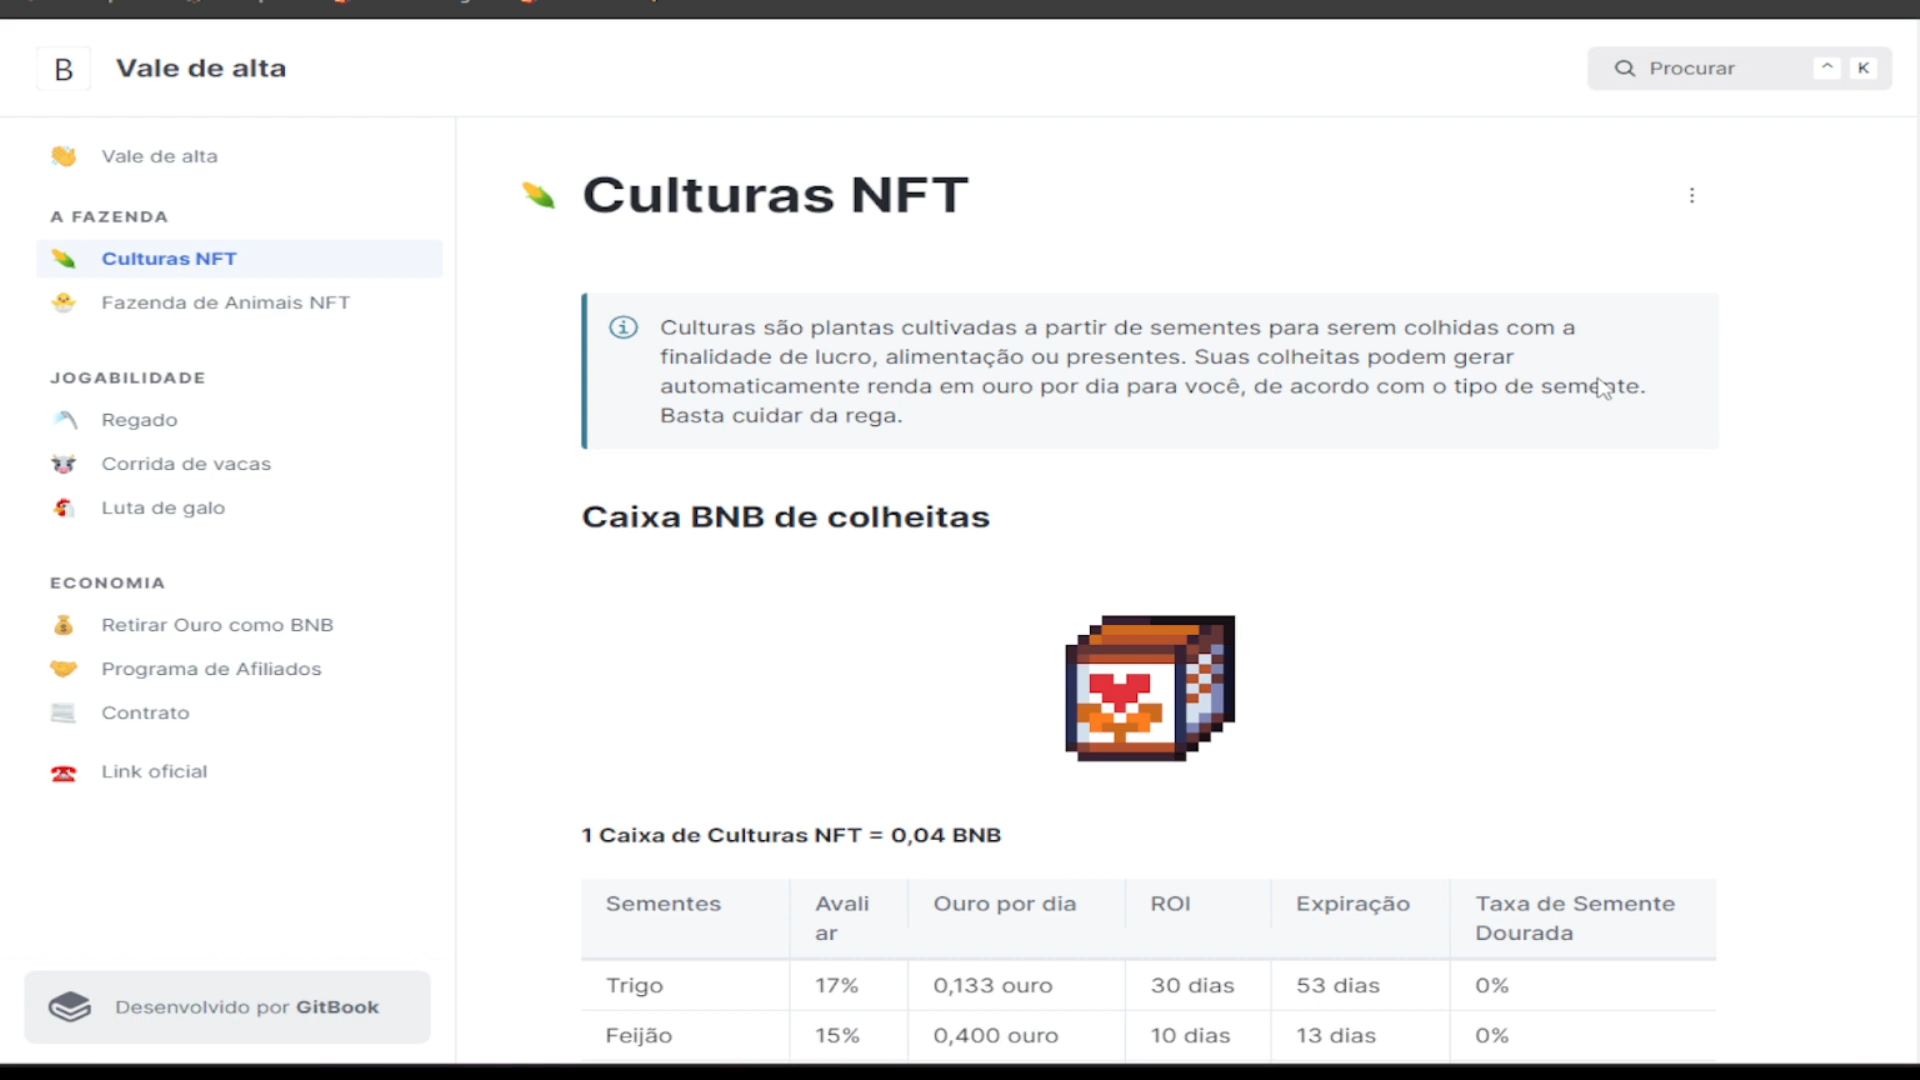 B
Vale de alta
Procurar
^ K
Vale de alta
A FAZENDA
Culturas NFT
Fazenda de Animais NFT
JOGABILIDADE
Regado
Corrida de vacas
Luta de galo
ECONOMIA
Retirar Ouro como BNB
Programa de Afiliados
Contrato
Link oficial
Desenvolvido por GitBook
Culturas NFT
Culturas são plantas cultivadas a partir de sementes para serem colhidas com a
finalidade de lucro, alimentação ou presentes. Suas colheitas podem gerar
automaticamente renda em ouro por dia para você, de acordo com o tipo de semente.
Basta cuidar da rega.
Caixa BNB de colheitas
1 Caixa de Culturas NFT = 0,04 BNB
Sementes Avali Ouro por dia ROI Expiração Taxa de Semente
ar Dourada
Trigo 17% 0,133 ouro 30 dias 53 dias 0%
Feijão 15% 0,400 ouro 10 dias 13 dias 0%